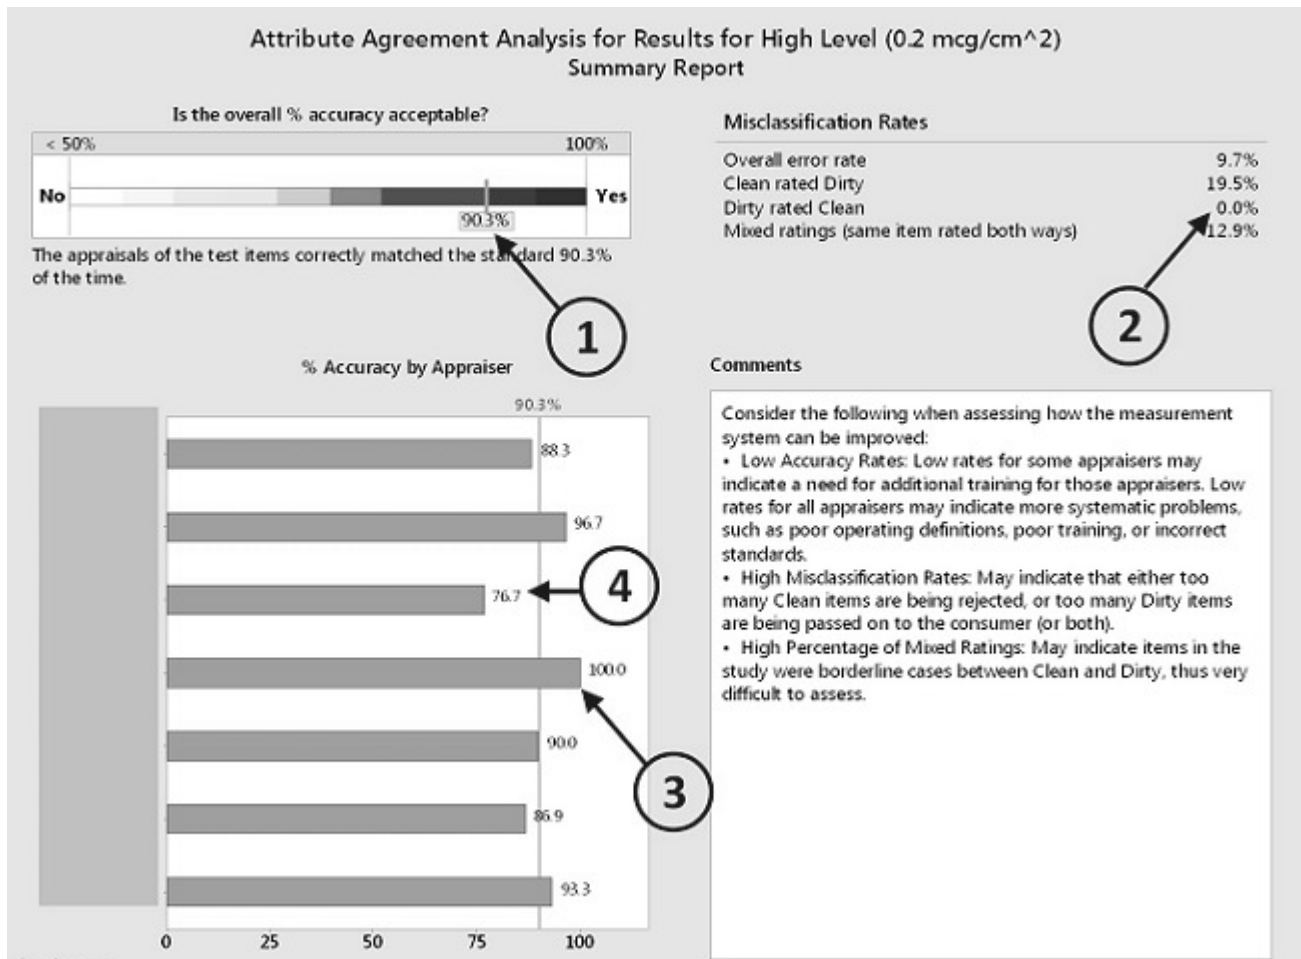 Attribute Agreement Analysis for Results for High Level (0.2 mcg/cm^2)
Summary Report
Is the overall % accuracy acceptable?
< 50%
100%
No
Yes
90.3%
The appraisals of the test items correctly matched the standard 90.3%
of the time.
1
Misclassification Rates
Overall error rate 9.7%
Clean rated Dirty 19.5%
Dirty rated Clean 0.0%
Mixed ratings (same item rated both ways) 12.9%
2
% Accuracy by Appraiser
90.3%
88.3
96.7
76.7
4
100.0
90.0
3
86.9
93.3
0 25 50 75 100
Comments
Consider the following when assessing how the measurement
system can be improved:
• Low Accuracy Rates: Low rates for some appraisers may
indicate a need for additional training for those appraisers. Low
rates for all appraisers may indicate more systematic problems,
such as poor operating definitions, poor training, or incorrect
standards.
• High Misclassification Rates: May indicate that either too
many Clean items are being rejected, or too many Dirty items
are being passed on to the consumer (or both).
• High Percentage of Mixed Ratings: May indicate items in the
study were borderline cases between Clean and Dirty, thus very
difficult to assess.